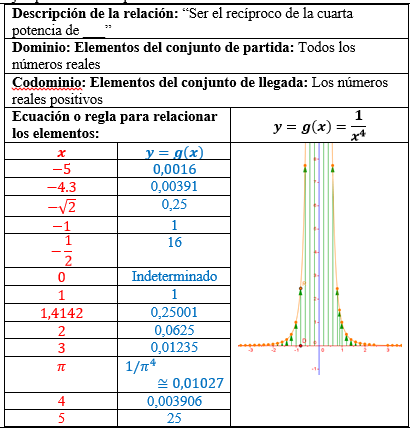 Descripción de la relación: “Ser el recíproco de la cuarta
potencia de ___”
Dominio: Elementos del conjunto de partida: Todos los
números reales
Codominio: Elementos del conjunto de llegada: Los números
reales positivos
Ecuación o regla para relacionar
los elementos:
y = g(x) = 1/x⁴
x y = g(x)
−5 0,0016
−4.3 0,00391
−√2 0,25
−1 1
−1/2 16
0 Indeterminado
1 1
1,4142 0,25001
2 0,0625
3 0,01235
π 1/π⁴
≅ 0,01027
4 0,003906
5 25